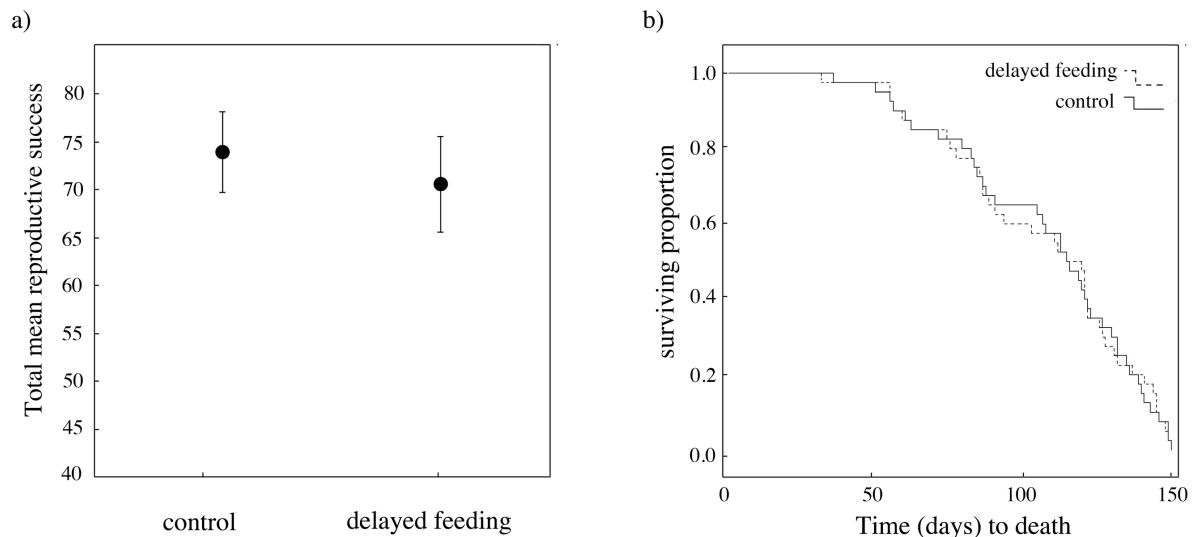 a)
Total mean reproductive success
80
75
70
65
60
55
50
45
40
control
delayed feeding
b)
surviving proportion
1.0
0.8
0.6
0.4
0.2
0.0
delayed feeding
control
0
50
100
150
Time (days) to death